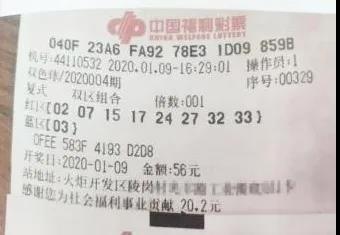 中国福利彩票
CHINA WELFARE LOTTERY
040F 23A6 FA92 78E3 1D09 859B
机号:44110532 2020.01.09-16:29:01 操作员:1
双色球/2020004期 序号:00329
复式 双区组合 倍数:001
红区[02 07 15 17 24 27 32 33]
蓝区[03]
OFEE 583F 4193 D2D8
开奖日:2020-01-09 金额:56元
站地址:火炬开发区陵岗
感谢您为社会福利事业贡献 20.2元